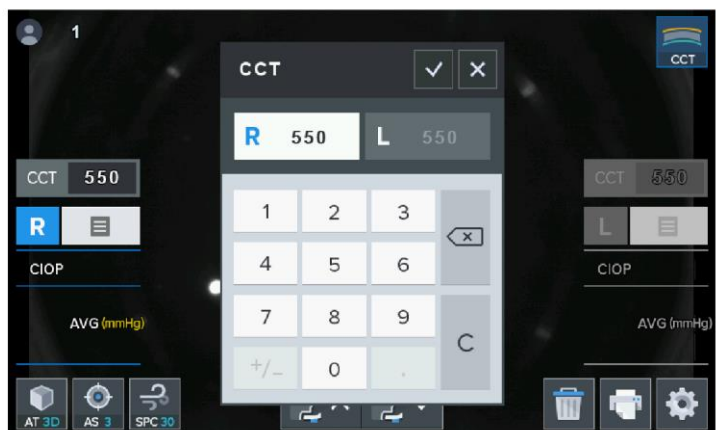 1
CCT
CCT
R 550 L 550
CCT 550
CCT 550
R
L
1 2 3
4 5 6
7 8 9
+/- 0 .
C
CIOP
CIOP
AVG (mmHg)
AVG (mmHg)
AT 3D AS 3 SPC 30